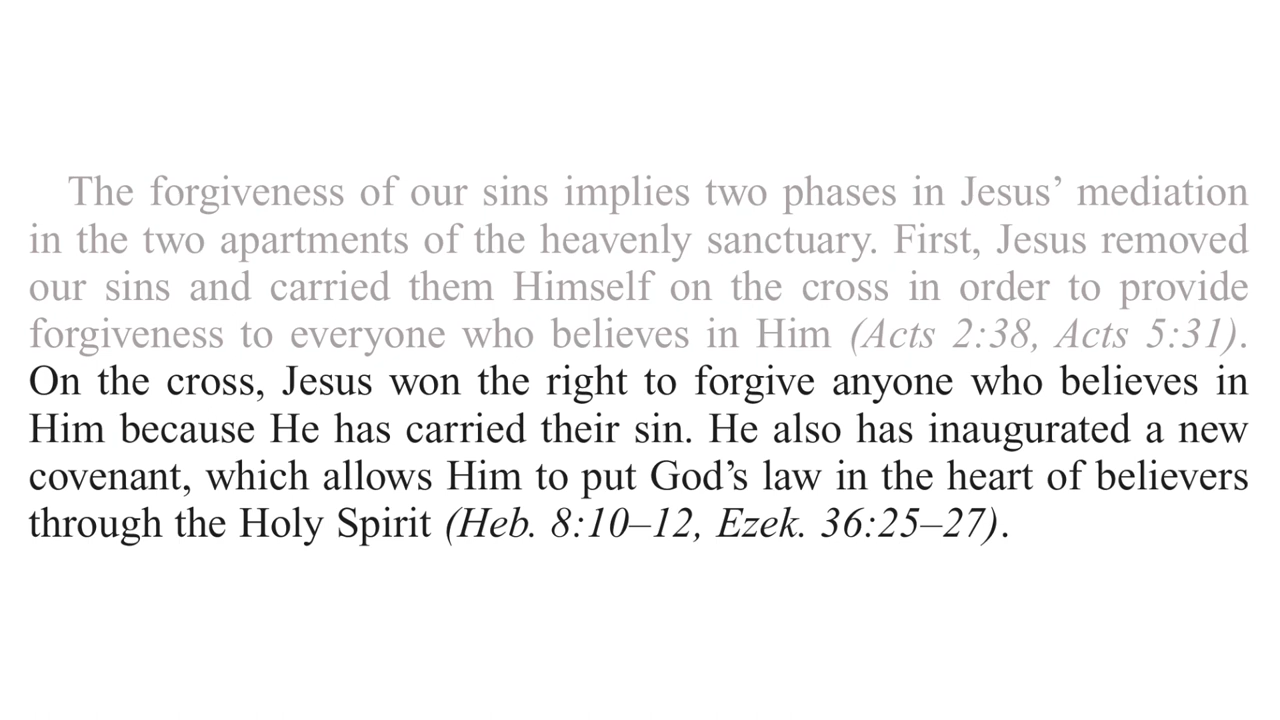 The forgiveness of our sins implies two phases in Jesus’ mediation
in the two apartments of the heavenly sanctuary. First, Jesus removed
our sins and carried them Himself on the cross in order to provide
forgiveness to everyone who believes in Him (Acts 2:38, Acts 5:31).
On the cross, Jesus won the right to forgive anyone who believes in
Him because He has carried their sin. He also has inaugurated a new
covenant, which allows Him to put God’s law in the heart of believers
through the Holy Spirit (Heb. 8:10–12, Ezek. 36:25–27).